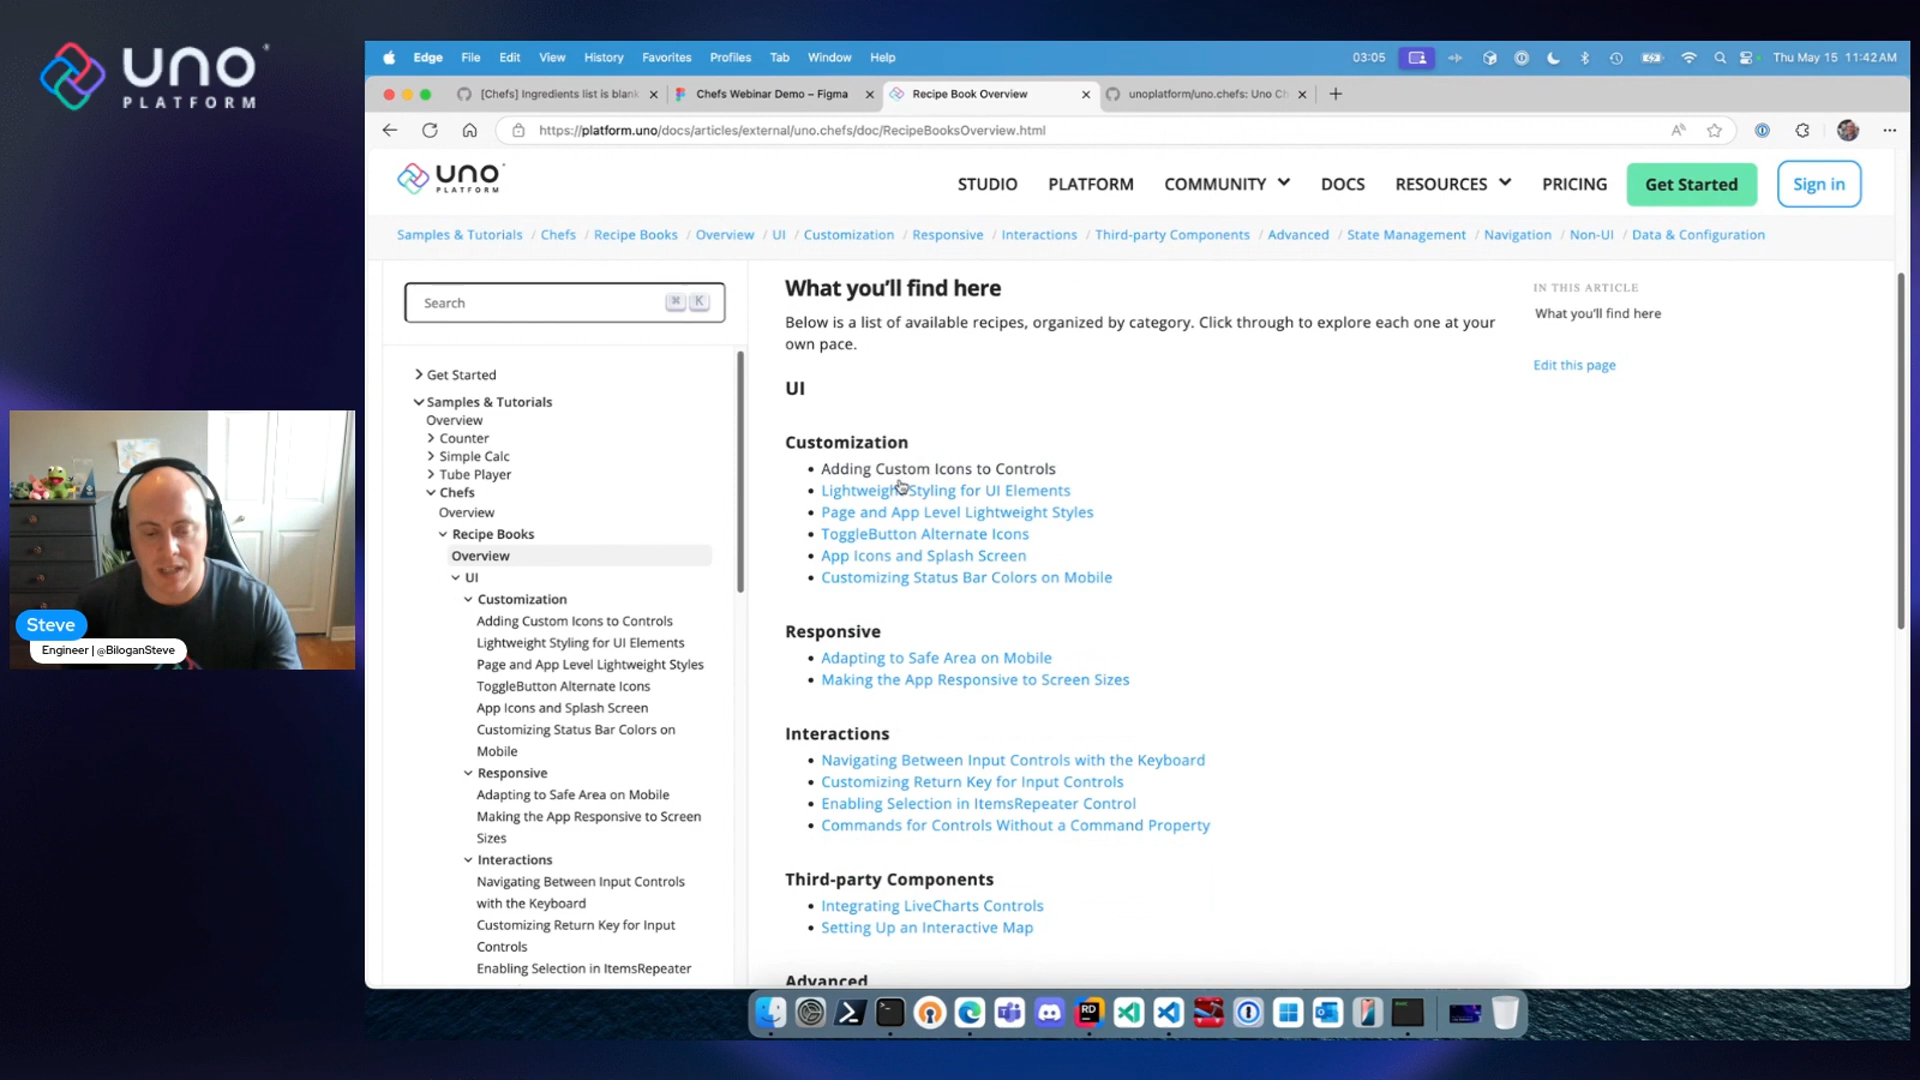 UNO
PLATFORM
Steve
Engineer | @BiloganSteve
Edge File Edit View History Favorites Profiles Tab Window Help
03:05
Thu May 15 11:42 AM
[Chefs] Ingredients list is blank
Chefs Webinar Demo – Figma
Recipe Book Overview
unoplatform/uno.chefs: Uno Ch
https://platform.uno/docs/articles/external/uno.chefs/doc/RecipeBooksOverview.html
UNO
PLATFORM
STUDIO PLATFORM COMMUNITY DOCS RESOURCES PRICING Get Started Sign in
Samples & Tutorials / Chefs / Recipe Books / Overview / UI / Customization / Responsive / Interactions / Third-party Components / Advanced / State Management / Navigation / Non-UI / Data & Configuration
Search ⌘ K
Get Started
Samples & Tutorials
Overview
Counter
Simple Calc
Tube Player
Chefs
Overview
Recipe Books
Overview
UI
Customization
Adding Custom Icons to Controls
Lightweight Styling for UI Elements
Page and App Level Lightweight Styles
ToggleButton Alternate Icons
App Icons and Splash Screen
Customizing Status Bar Colors on
Mobile
Responsive
Adapting to Safe Area on Mobile
Making the App Responsive to Screen
Sizes
Interactions
Navigating Between Input Controls
with the Keyboard
Customizing Return Key for Input
Controls
Enabling Selection in ItemsRepeater
What you'll find here
Below is a list of available recipes, organized by category. Click through to explore each one at your
own pace.
UI
Customization
• Adding Custom Icons to Controls
• Lightweight Styling for UI Elements
• Page and App Level Lightweight Styles
• ToggleButton Alternate Icons
• App Icons and Splash Screen
• Customizing Status Bar Colors on Mobile
Responsive
• Adapting to Safe Area on Mobile
• Making the App Responsive to Screen Sizes
Interactions
• Navigating Between Input Controls with the Keyboard
• Customizing Return Key for Input Controls
• Enabling Selection in ItemsRepeater Control
• Commands for Controls Without a Command Property
Third-party Components
• Integrating LiveCharts Controls
• Setting Up an Interactive Map
Advanced
IN THIS ARTICLE
What you'll find here
Edit this page
RD